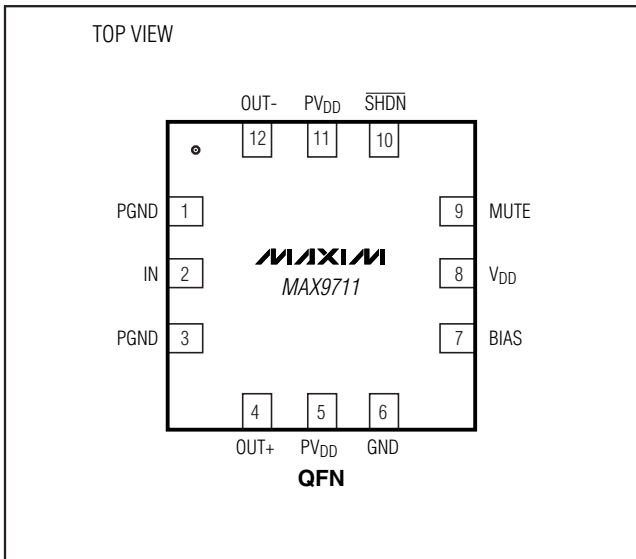 TOP VIEW
OUT- PVDD S̅H̅D̅N̅
12 11 10
PGND 1 9 MUTE
MAXIM
IN 2 8 VDD
MAX9711
PGND 3 7 BIAS
4 5 6
OUT+ PVDD GND
QFN